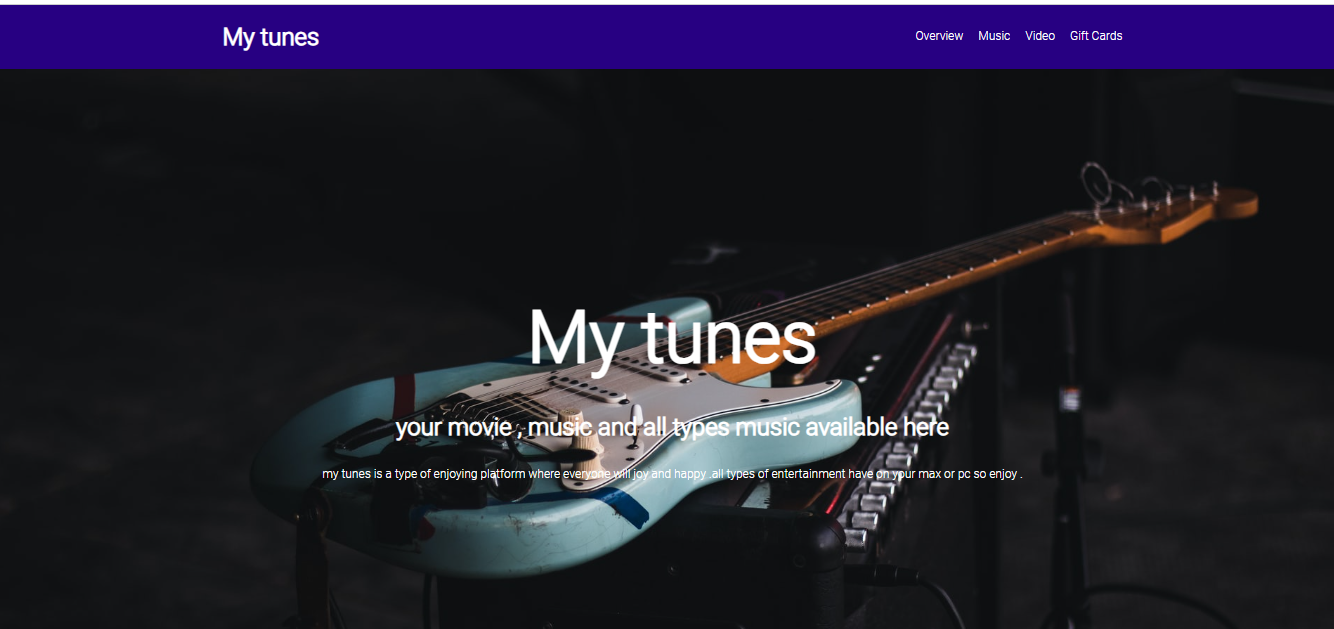 My tunes
Overview Music Video Gift Cards
My tunes
your movie , music and all types music available here
my tunes is a type of enjoying platform where everyone will joy and happy .all types of entertainment have on your max or pc so enjoy .